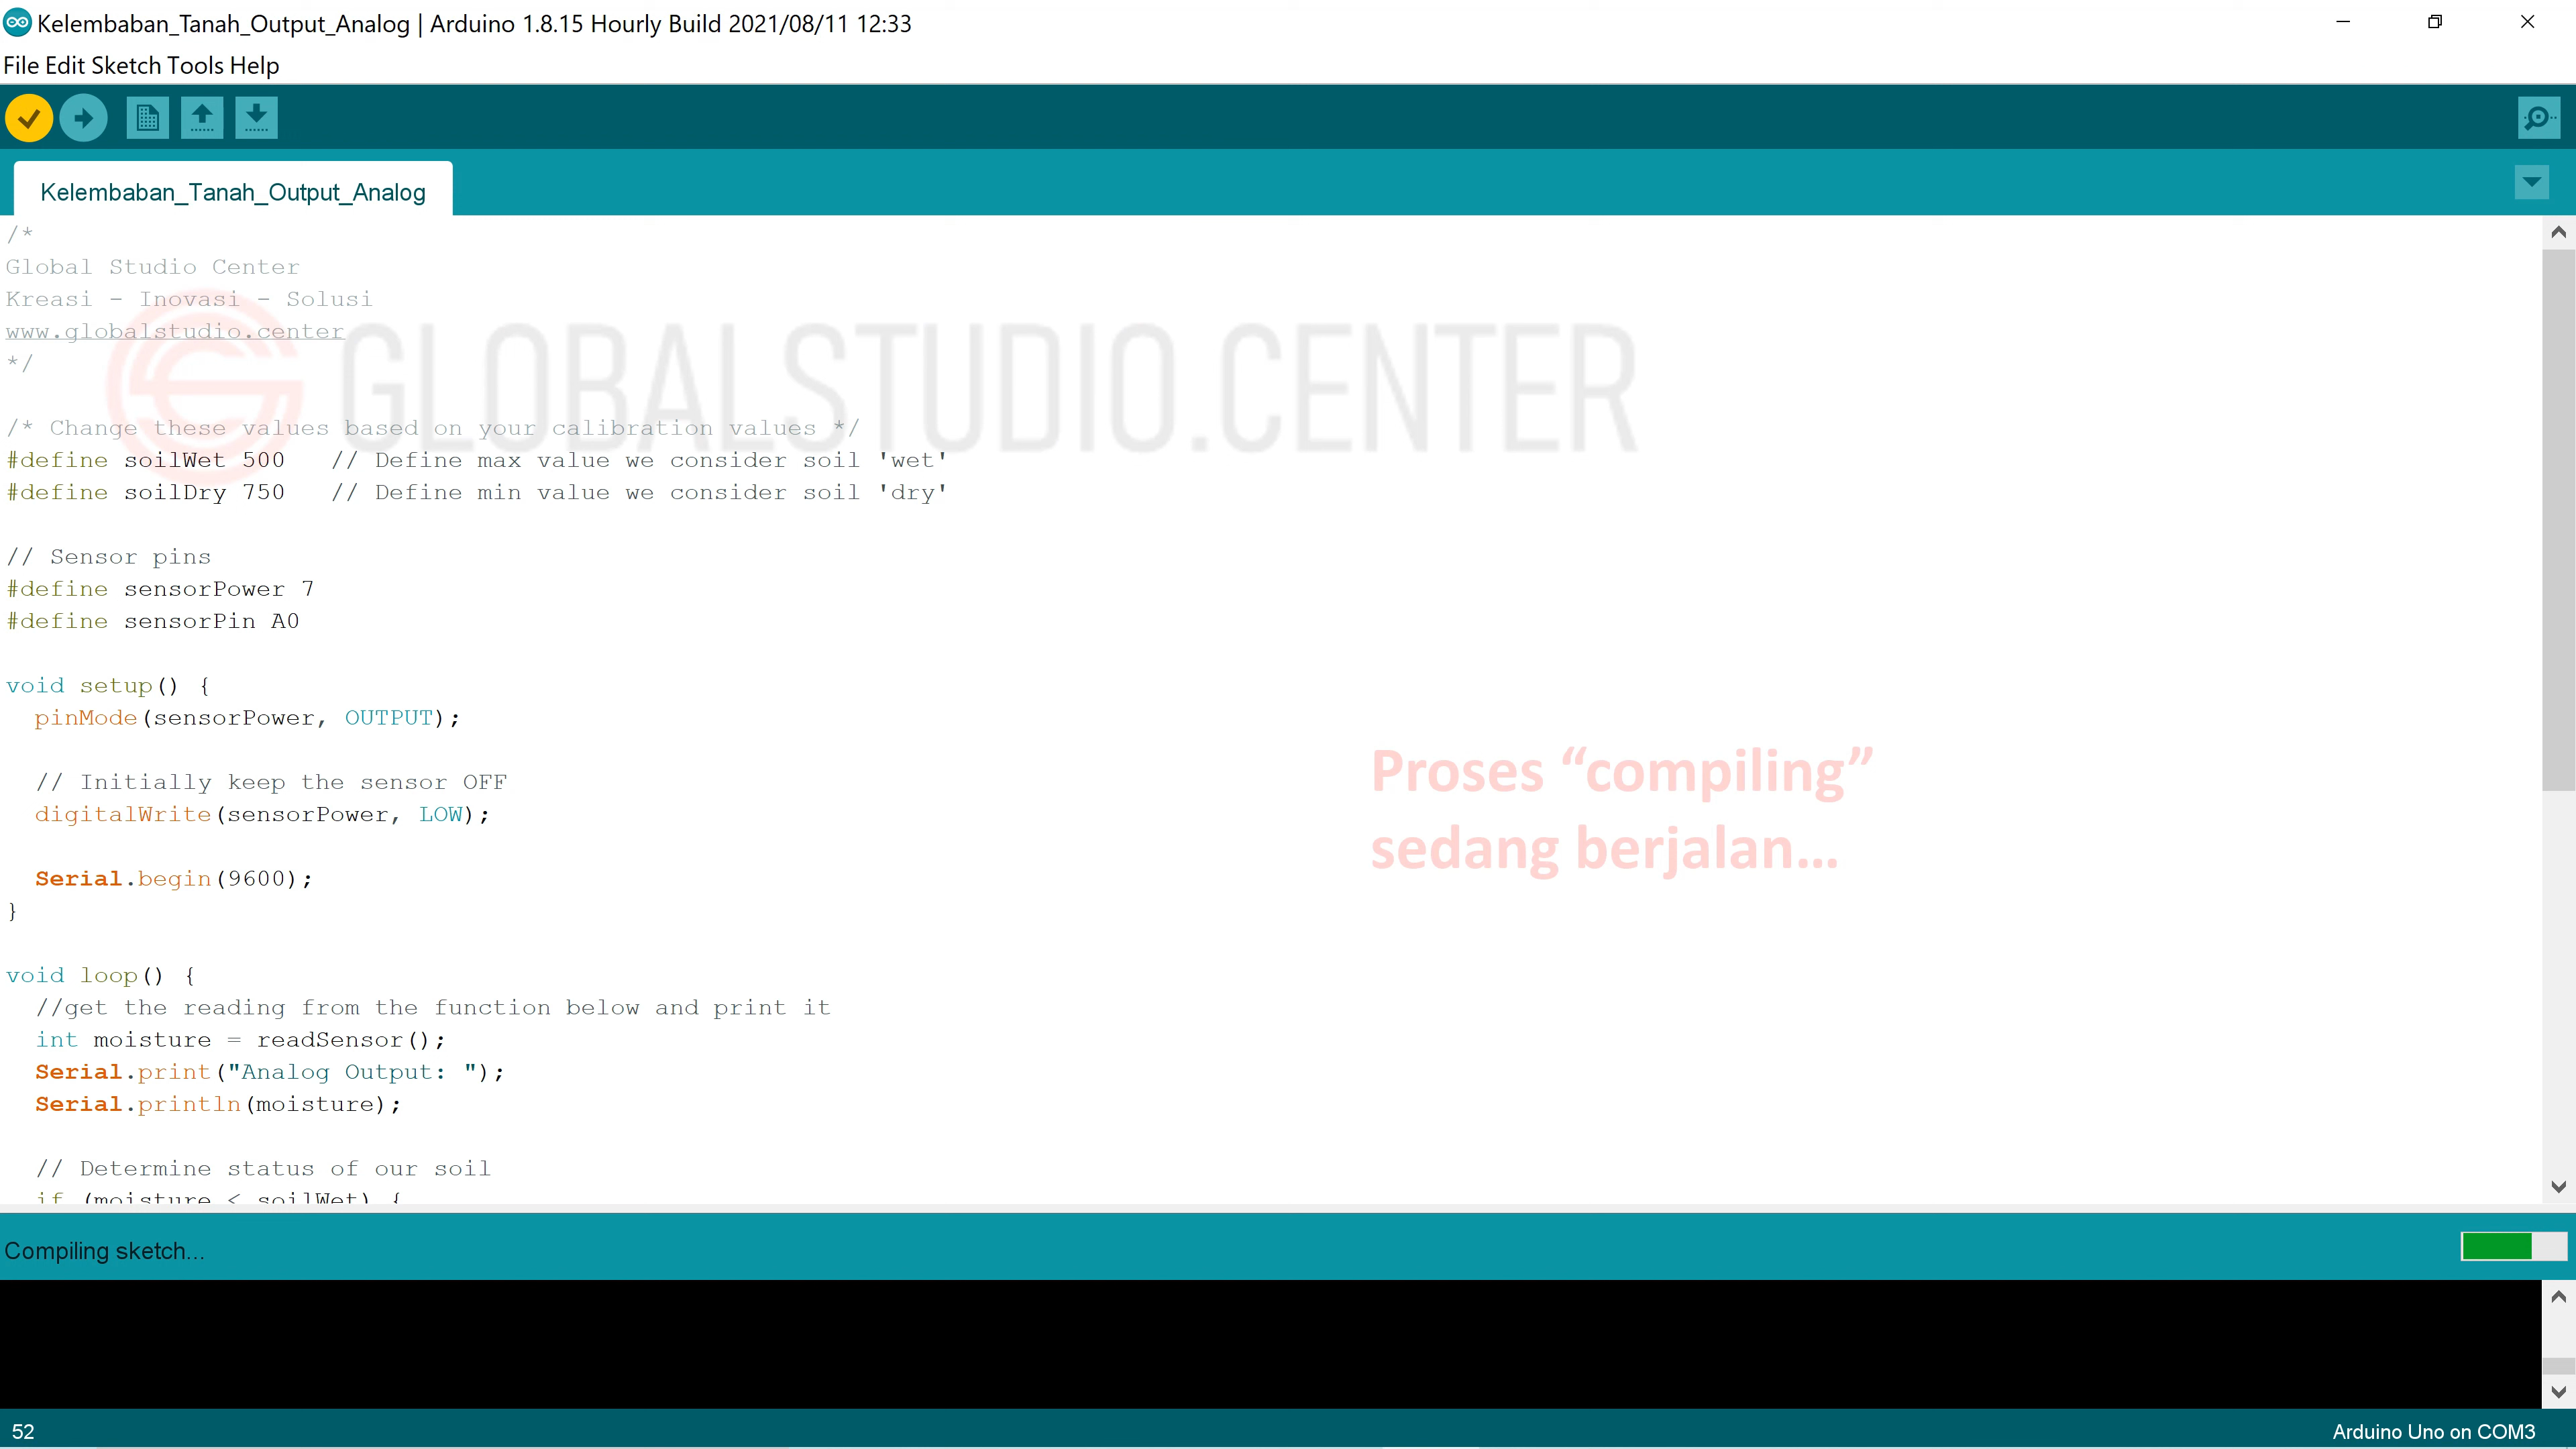 Kelembaban_Tanah_Output_Analog | Arduino 1.8.15 Hourly Build 2021/08/11 12:33
File Edit Sketch Tools Help
Kelembaban_Tanah_Output_Analog
/*
Global Studio Center
Kreasi - Inovasi - Solusi
www.globalstudio.center
*/
GLOBALSTUDIO.CENTER
/* Change these values based on your calibration values */
#define soilWet 500   // Define max value we consider soil 'wet'
#define soilDry 750   // Define min value we consider soil 'dry'
// Sensor pins
#define sensorPower 7
#define sensorPin A0
void setup() {
  pinMode(sensorPower, OUTPUT);
  // Initially keep the sensor OFF
  digitalWrite(sensorPower, LOW);
  Serial.begin(9600);
}
void loop() {
  //get the reading from the function below and print it
  int moisture = readSensor();
  Serial.print("Analog Output: ");
  Serial.println(moisture);
  // Determine status of our soil
  if (moisture < soilWet) {
Proses “compiling”
sedang berjalan...
Compiling sketch...
52
Arduino Uno on COM3